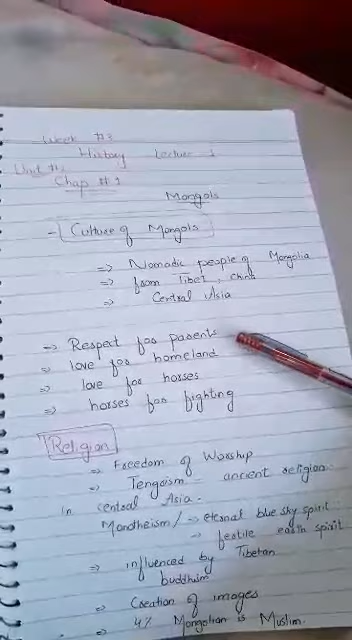 Week #3
History Lecture 1
Unit #1
Chap #1
Mongols
- Culture of Mongols
=> Nomadic people of Mongolia
=> from Tibet, China
=> Central Asia
=> Respect for parents
=> love for homeland
=> love for horses
=> horses for fighting
Religion
=> Freedom of Worship
=> Tengoism ancient religion
in central Asia.
Mondheism/ -> eternal blue sky spirit
-> festile earth spirit
=> influenced by Tibetan
buddhism
=> Creation of images
=> 4% Mongolian is Muslim.